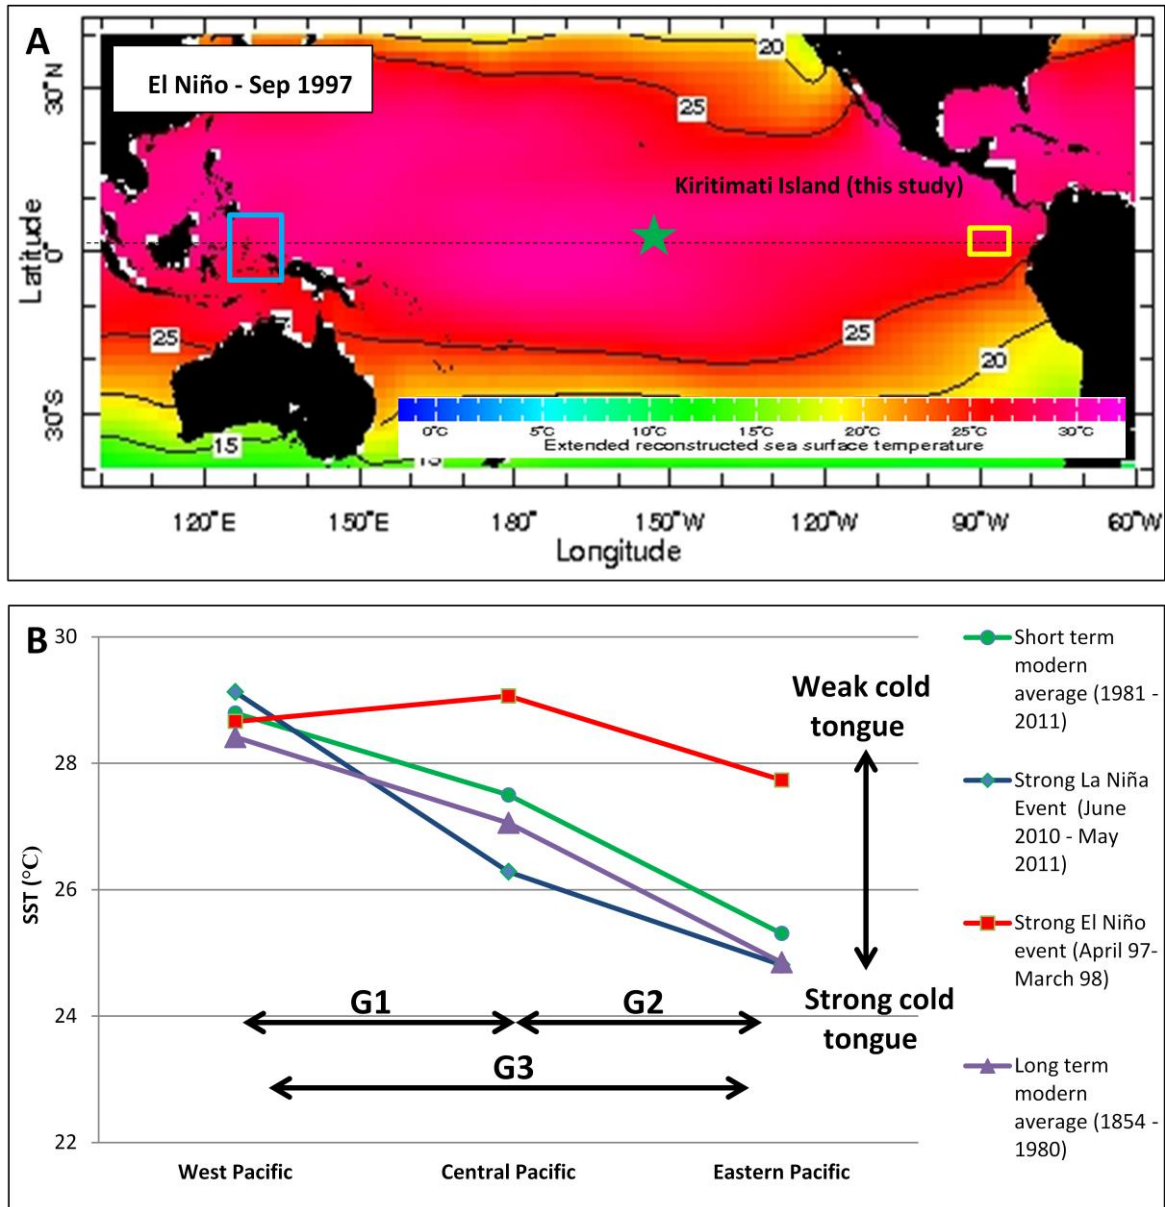 A
El Niño - Sep 1997
20
25
Kiritimati Island (this study)
25
25
20
15
15
0°C 5°C 10°C 15°C 20°C 25°C 30°C
Extended reconstructed sea surface temperature
30°N
0°
30°S
Latitude
120°E 150°E 180° 150°W 120°W 90°W 60°W
Longitude
B
30
28
26
24
22
SST (°C)
Weak cold
tongue
Strong cold
tongue
G1
G2
G3
West Pacific
Central Pacific
Eastern Pacific
Short term
modern
average (1981 -
2011)
Strong La Niña
Event (June
2010 - May
2011)
Strong El Niño
event (April 97-
March 98)
Long term
modern
average (1854 -
1980)